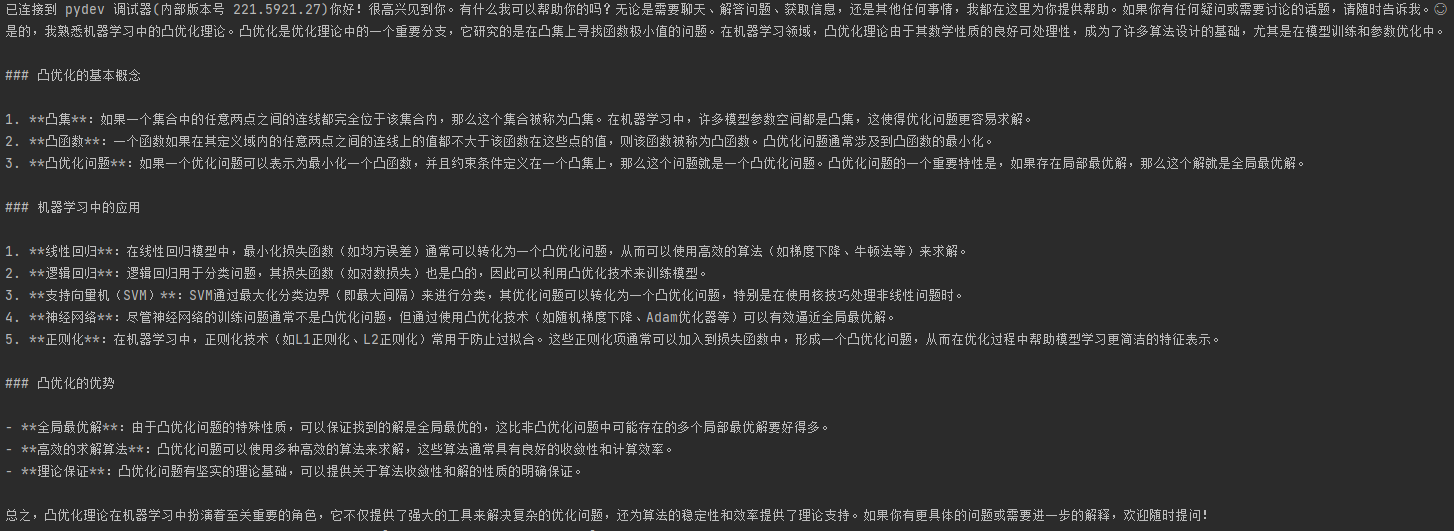 已连接到 pydev 调试器(内部版本号 221.5921.27)你好！很高兴见到你。有什么我可以帮助你的吗？无论是需要聊天、解答问题、获取信息，还是其他任何事情，我都在这里为你提供帮助。如果你有任何疑问或需要讨论的话题，请随时告诉我。😊
是的，我熟悉机器学习中的凸优化理论。凸优化是优化理论中的一个重要分支，它研究的是在凸集上寻找函数极小值的问题。在机器学习领域，凸优化理论由于其数学性质的良好可处理性，成为了许多算法设计的基础，尤其是在模型训练和参数优化中。
### 凸优化的基本概念
1. **凸集**：如果一个集合中的任意两点之间的连线都完全位于该集合内，那么这个集合被称为凸集。在机器学习中，许多模型参数空间都是凸集，这使得优化问题更容易求解。
2. **凸函数**：一个函数如果在其定义域内的任意两点之间的连线上的值都不大于该函数在这些点的值，则该函数被称为凸函数。凸优化问题通常涉及到凸函数的最小化。
3. **凸优化问题**：如果一个优化问题可以表示为最小化一个凸函数，并且约束条件定义在一个凸集上，那么这个问题就是一个凸优化问题。凸优化问题的一个重要特性是，如果存在局部最优解，那么这个解就是全局最优解。
### 机器学习中的应用
1. **线性回归**：在线性回归模型中，最小化损失函数（如均方误差）通常可以转化为一个凸优化问题，从而可以使用高效的算法（如梯度下降、牛顿法等）来求解。
2. **逻辑回归**：逻辑回归用于分类问题，其损失函数（如对数损失）也是凸的，因此可以利用凸优化技术来训练模型。
3. **支持向量机（SVM）**：SVM通过最大化分类边界（即最大间隔）来进行分类，其优化问题可以转化为一个凸优化问题，特别是在使用核技巧处理非线性问题时。
4. **神经网络**：尽管神经网络的训练问题通常不是凸优化问题，但通过使用凸优化技术（如随机梯度下降、Adam优化器等）可以有效逼近全局最优解。
5. **正则化**：在机器学习中，正则化技术（如L1正则化、L2正则化）常用于防止过拟合。这些正则化项通常可以加入到损失函数中，形成一个凸优化问题，从而在优化过程中帮助模型学习更简洁的特征表示。
### 凸优化的优势
- **全局最优解**：由于凸优化问题的特殊性质，可以保证找到的解是全局最优的，这比非凸优化问题中可能存在的多个局部最优解要好得多。
- **高效的求解算法**：凸优化问题可以使用多种高效的算法来求解，这些算法通常具有良好的收敛性和计算效率。
- **理论保证**：凸优化问题有坚实的理论基础，可以提供关于算法收敛性和解的性质的明确保证。
总之，凸优化理论在机器学习中扮演着至关重要的角色，它不仅提供了强大的工具来解决复杂的优化问题，还为算法的稳定性和效率提供了理论支持。如果你有更具体的问题或需要进一步的解释，欢迎随时提问！